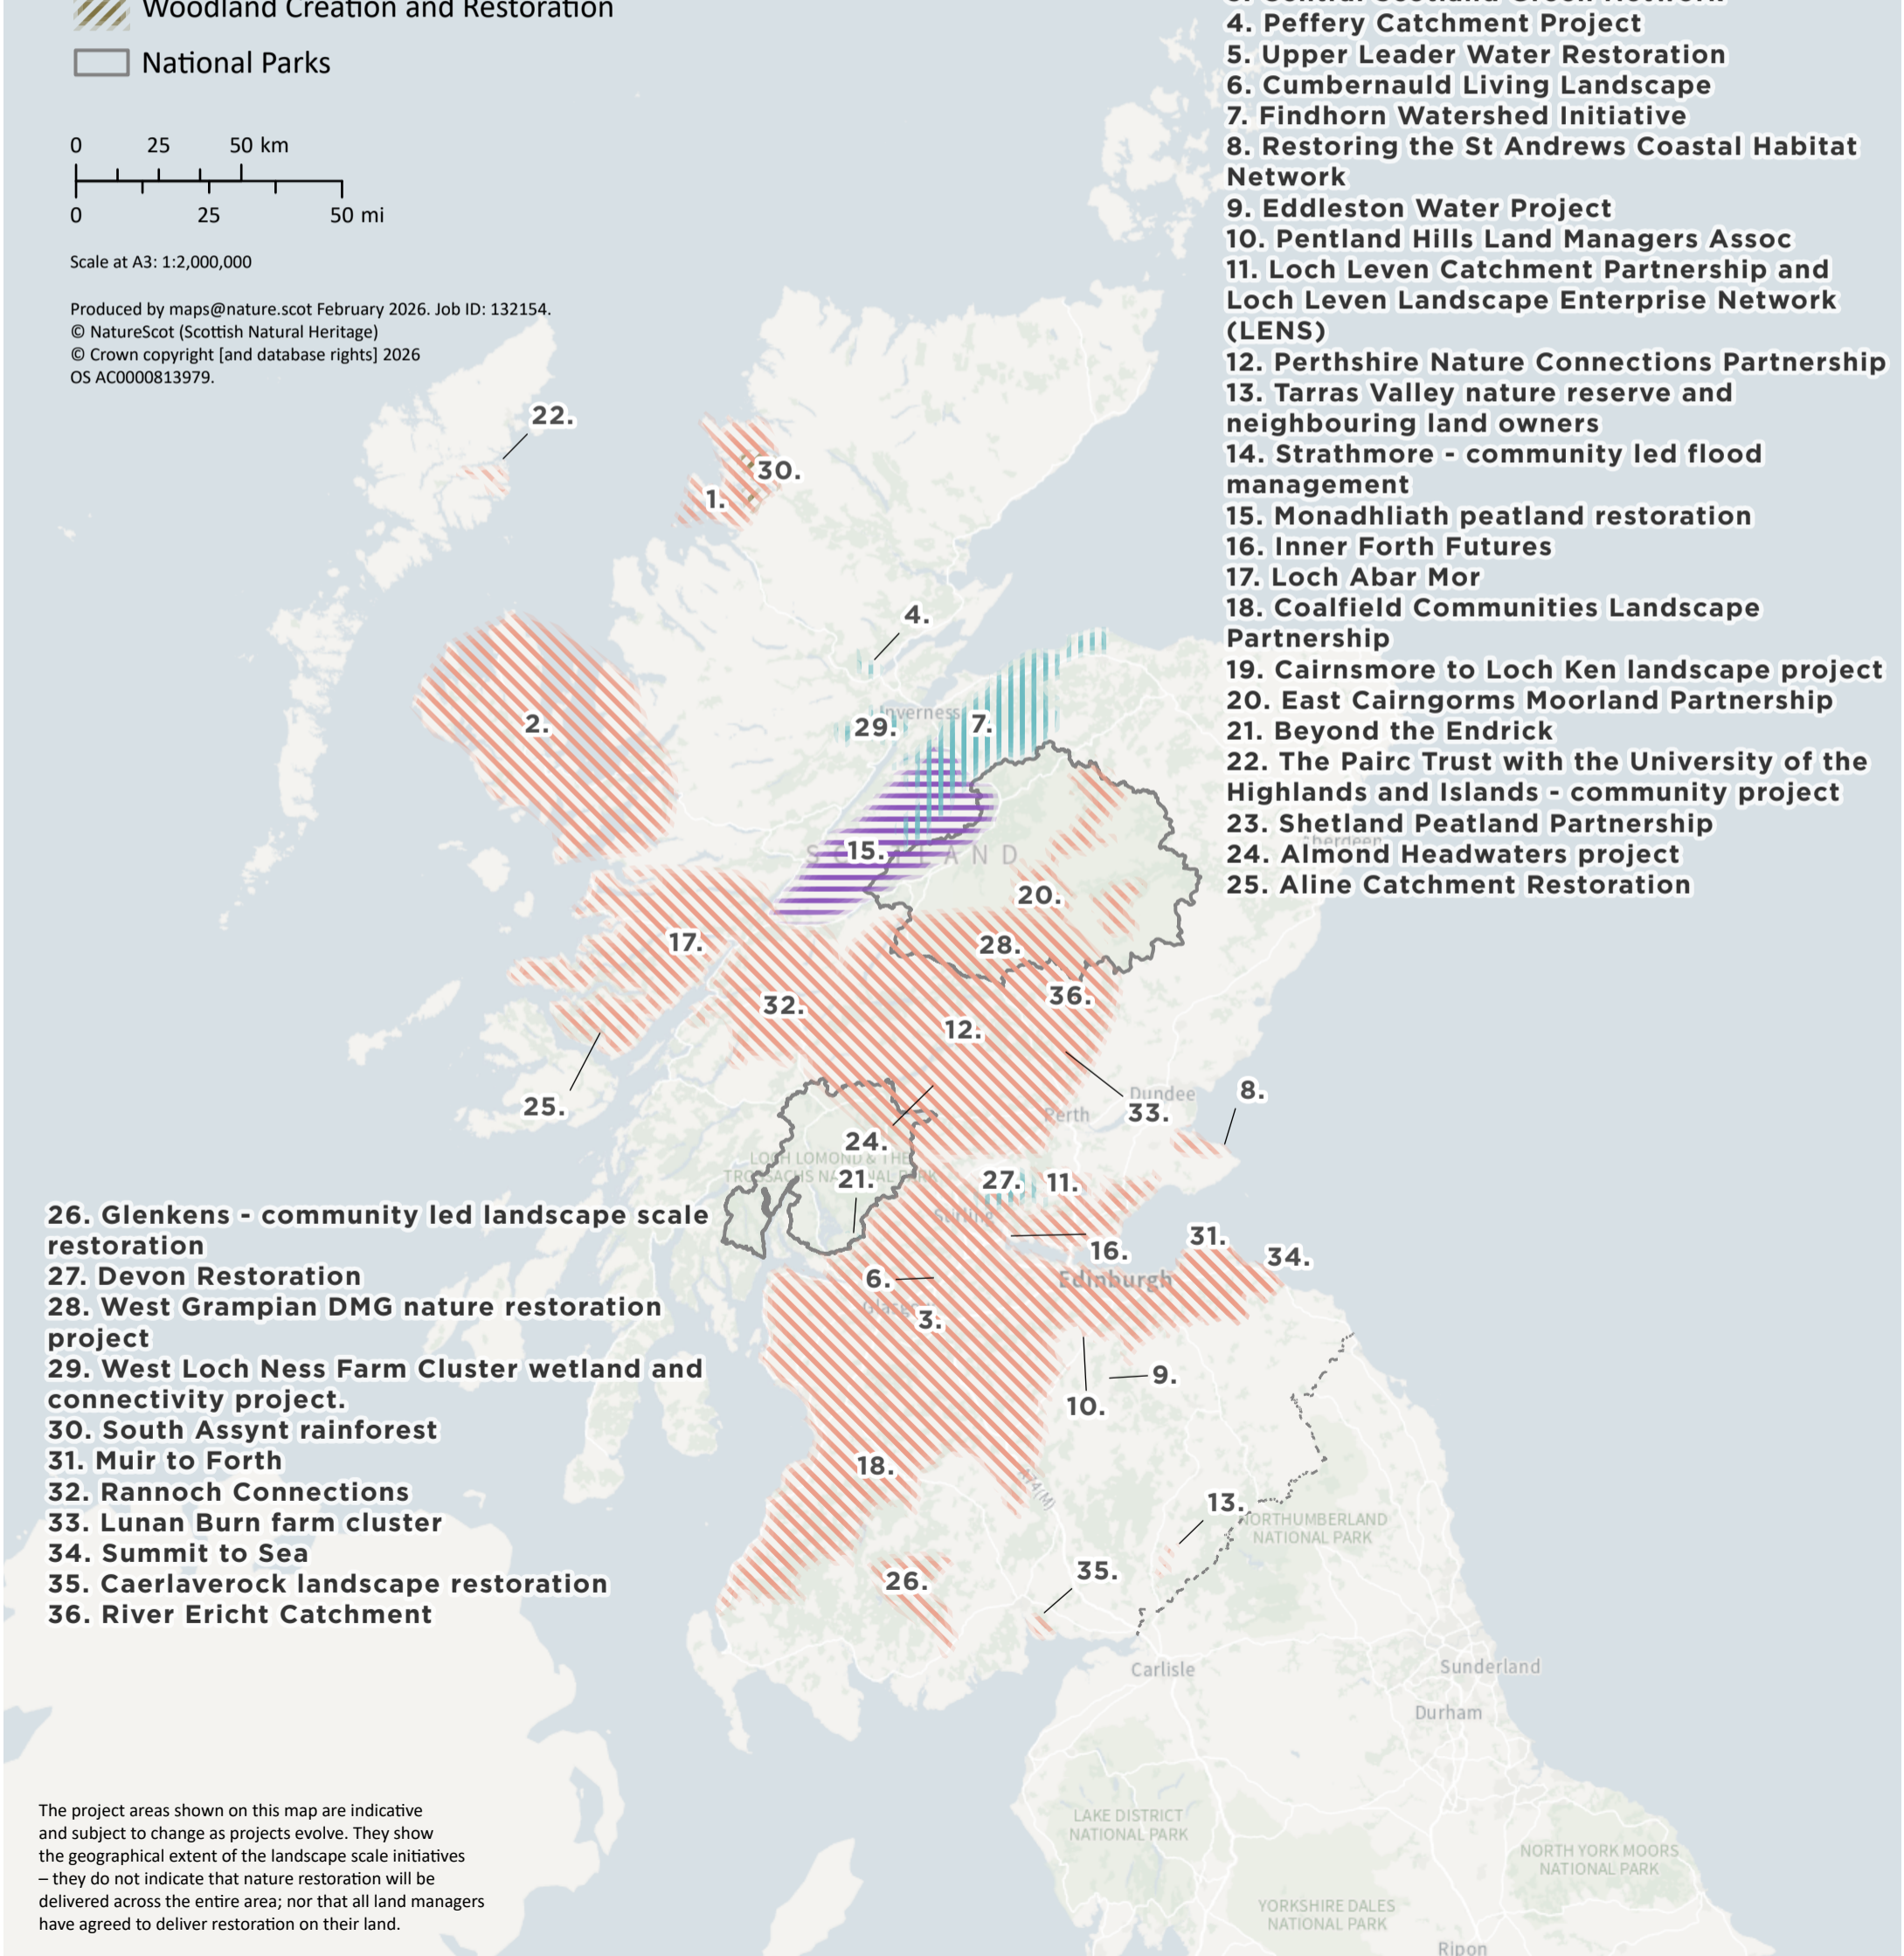 Woodland Creation and Restoration
National Parks
0 25 50 km
0 25 50 mi
Scale at A3: 1:2,000,000
Produced by maps@nature.scot February 2026. Job ID: 132154.
© NatureScot (Scottish Natural Heritage)
© Crown copyright [and database rights] 2026
OS AC0000813979.
3. Central Scotland Green Network
4. Peffery Catchment Project
5. Upper Leader Water Restoration
6. Cumbernauld Living Landscape
7. Findhorn Watershed Initiative
8. Restoring the St Andrews Coastal Habitat
Network
9. Eddleston Water Project
10. Pentland Hills Land Managers Assoc
11. Loch Leven Catchment Partnership and
Loch Leven Landscape Enterprise Network
(LENS)
12. Perthshire Nature Connections Partnership
13. Tarras Valley nature reserve and
neighbouring land owners
14. Strathmore - community led flood
management
15. Monadhliath peatland restoration
16. Inner Forth Futures
17. Loch Abar Mor
18. Coalfield Communities Landscape
Partnership
19. Cairnsmore to Loch Ken landscape project
20. East Cairngorms Moorland Partnership
21. Beyond the Endrick
22. The Pairc Trust with the University of the
Highlands and Islands - community project
23. Shetland Peatland Partnership
24. Almond Headwaters project
25. Aline Catchment Restoration
26. Glenkens - community led landscape scale
restoration
27. Devon Restoration
28. West Grampian DMG nature restoration
project
29. West Loch Ness Farm Cluster wetland and
connectivity project.
30. South Assynt rainforest
31. Muir to Forth
32. Rannoch Connections
33. Lunan Burn farm cluster
34. Summit to Sea
35. Caerlaverock landscape restoration
36. River Ericht Catchment
22.
30.
1.
4.
2.
Inverness
29.
7.
15.
SCOTLAND
Aberdeen
20.
17.
28.
36.
32.
12.
25.
Dundee
8.
33.
Perth
24.
LOCH LOMOND & THE
TROSSACHS NATIONAL PARK
21.
27.
11.
Stirling
31.
16.
34.
6.
Edinburgh
Glasgow
3.
9.
10.
18.
A74(M)
13.
NORTHUMBERLAND
NATIONAL PARK
26.
35.
Carlisle
Sunderland
Durham
LAKE DISTRICT
NATIONAL PARK
NORTH YORK MOORS
NATIONAL PARK
YORKSHIRE DALES
NATIONAL PARK
Ripon
The project areas shown on this map are indicative
and subject to change as projects evolve. They show
the geographical extent of the landscape scale initiatives
– they do not indicate that nature restoration will be
delivered across the entire area; nor that all land managers
have agreed to deliver restoration on their land.